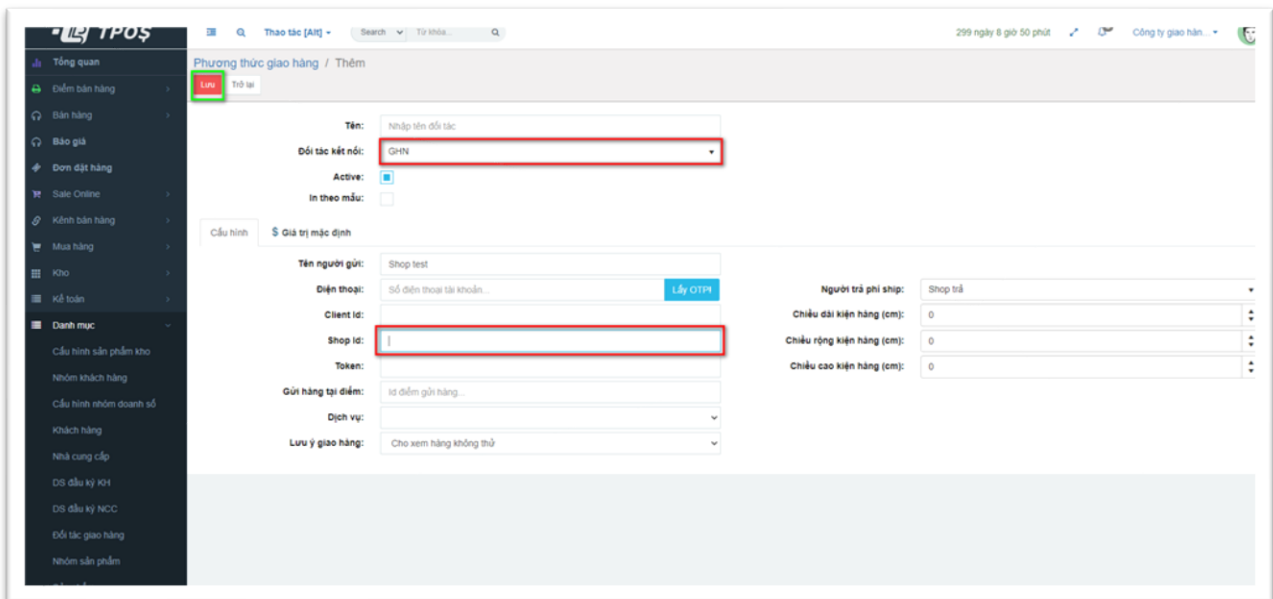 TPOS
Thao tác [Alt]
Search
Từ khóa...
299 ngày 8 giờ 50 phút
Công ty giao hàn...
Tổng quan
Phương thức giao hàng / Thêm
Lưu
Trở lại
Điểm bán hàng
Bán hàng
Báo giá
Đơn đặt hàng
Sale Online
Kênh bán hàng
Mua hàng
Kho
Kế toán
Danh mục
Cấu hình sản phẩm kho
Nhóm khách hàng
Cấu hình nhóm doanh số
Khách hàng
Nhà cung cấp
DS đầu kỳ KH
DS đầu kỳ NCC
Đối tác giao hàng
Nhóm sản phẩm
Tên: Nhập tên đối tác
Đối tác kết nối: GHN
Active:
In theo mẫu:
Cấu hình
$ Giá trị mặc định
Tên người gửi: Shop test
Điện thoại: Số điện thoại tài khoản... Lấy OTP!
Client Id:
Shop Id:
Token:
Gửi hàng tại điểm: Id điểm gửi hàng...
Dịch vụ:
Lưu ý giao hàng: Cho xem hàng không thử
Người trả phí ship: Shop trả
Chiều dài kiện hàng (cm): 0
Chiều rộng kiện hàng (cm): 0
Chiều cao kiện hàng (cm): 0